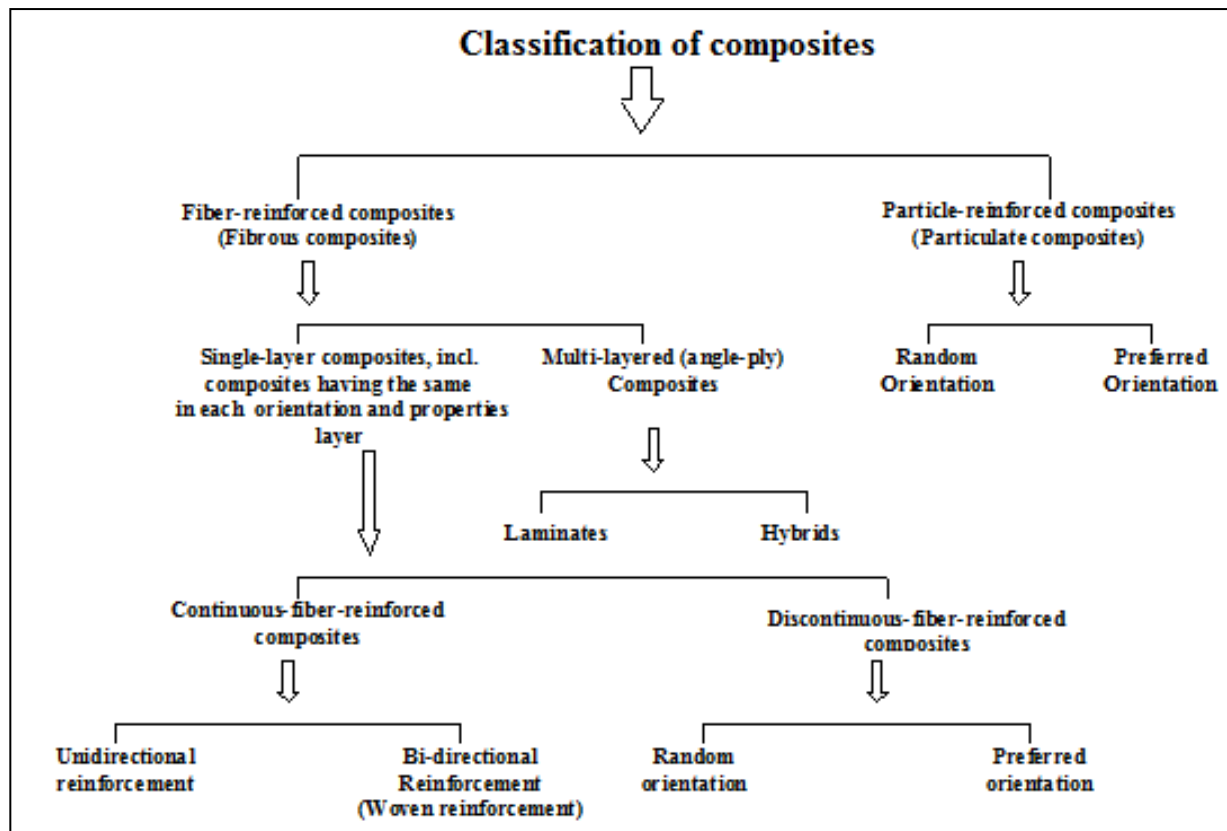 Classification of composites
Fiber-reinforced composites
(Fibrous composites)
Particle-reinforced composites
(Particulate composites)
Single-layer composites, incl.
composites having the same
in each orientation and properties
layer
Multi-layered (angle-ply)
Composites
Random
Orientation
Preferred
Orientation
Laminates
Hybrids
Continuous-fiber-reinforced
composites
Discontinuous-fiber-reinforced
composites
Unidirectional
reinforcement
Bi-directional
Reinforcement
(Woven reinforcement)
Random
orientation
Preferred
orientation